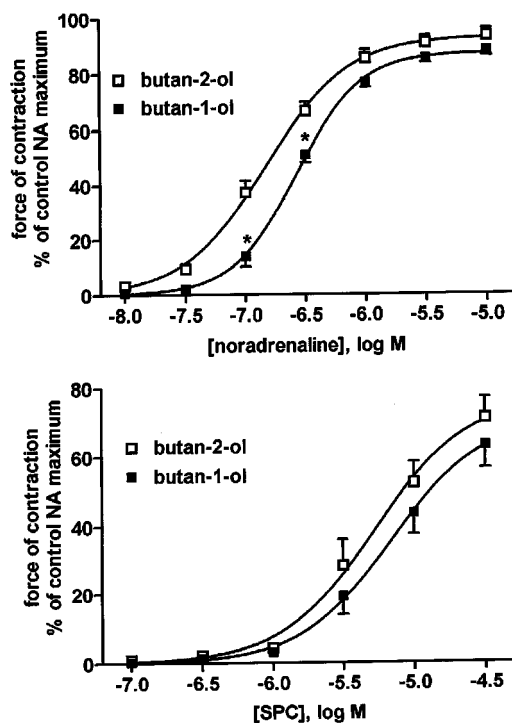 force of contraction
% of control NA maximum
100
80
60
40
20
0
butan-2-ol
butan-1-ol
*
*
-8.0 -7.5 -7.0 -6.5 -6.0 -5.5 -5.0
[noradrenaline], log M
force of contraction
% of control NA maximum
80
60
40
20
0
butan-2-ol
butan-1-ol
-7.0 -6.5 -6.0 -5.5 -5.0 -4.5
[SPC], log M